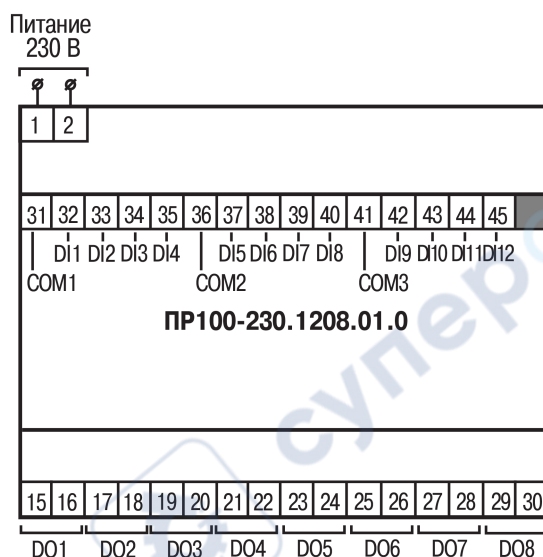 Питание
230 В
1 2
31 32 33 34 35 36 37 38 39 40 41 42 43 44 45
DI1 DI2 DI3 DI4 DI5 DI6 DI7 DI8 DI9 DI10 DI11 DI12
COM1 COM2 COM3
ПР100-230.1208.01.0
15 16 17 18 19 20 21 22 23 24 25 26 27 28 29 30
DO1 DO2 DO3 DO4 DO5 DO6 DO7 DO8